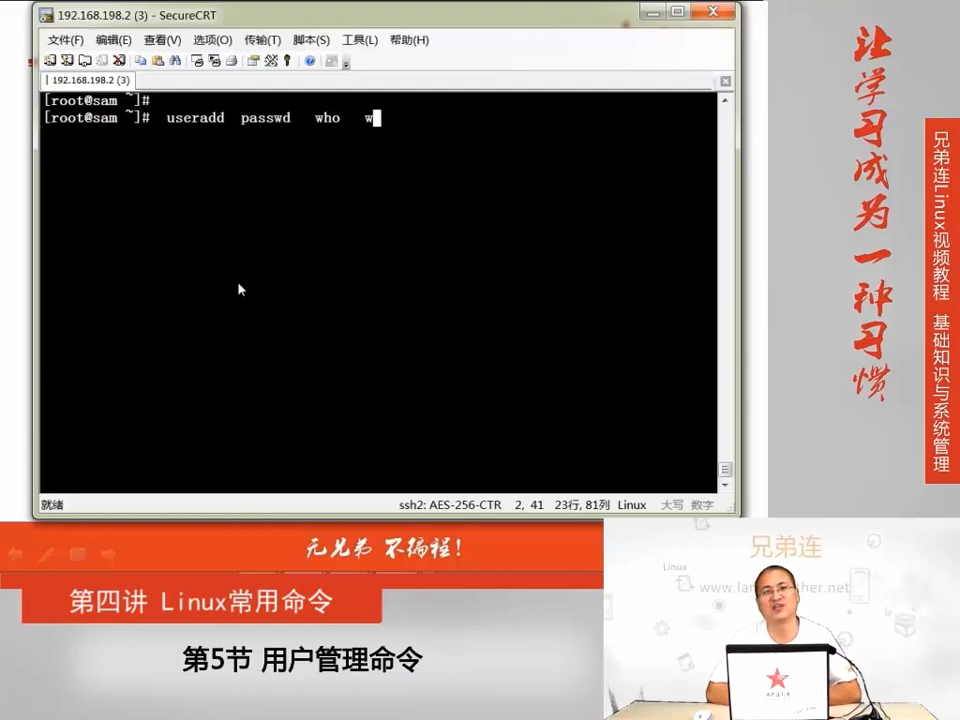 192.168.198.2 (3) - SecureCRT
文件(F) 编辑(E) 查看(V) 选项(O) 传输(T) 脚本(S) 工具(L) 帮助(H)
192.168.198.2 (3)
[root@sam ~]#
[root@sam ~]#  useradd  passwd   who   w
就绪
ssh2: AES-256-CTR 2, 41 23行, 81列 Linux 大写 数字
让学习成为一种习惯
兄弟连Linux视频教程 基础知识与系统管理
无兄弟 不编程!
第四讲 Linux常用命令
第5节 用户管理命令
兄弟连
Linux